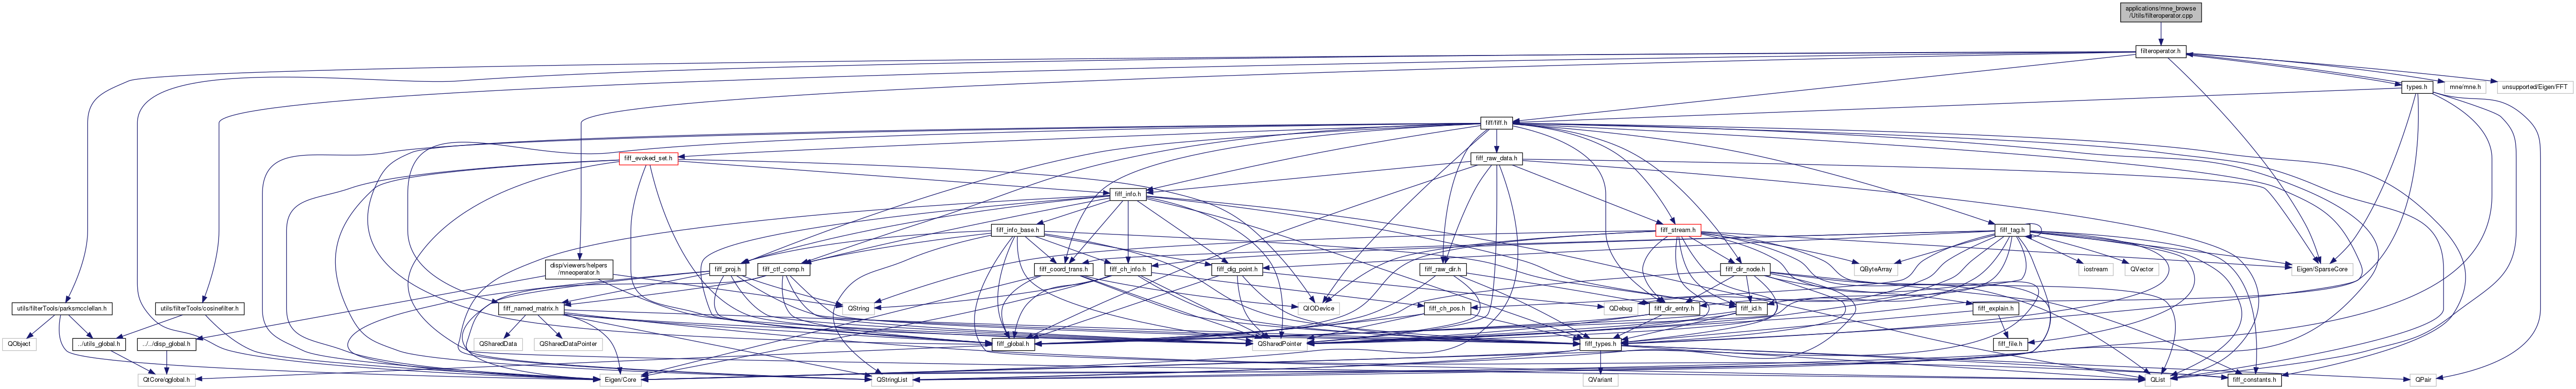 applications/mne_browse
/Utils/filteroperator.cpp
filteroperator.h
types.h
mne/mne.h
unsupported/Eigen/FFT
fiff/fiff.h
fiff_evoked_set.h
fiff_raw_data.h
fiff_info.h
fiff_info_base.h
fiff_stream.h
fiff_tag.h
disp/viewers/helpers
/mneoperator.h
fiff_proj.h
fiff_ctf_comp.h
fiff_coord_trans.h
fiff_ch_info.h
fiff_dig_point.h
fiff_raw_dir.h
fiff_dir_node.h
QByteArray
iostream
QVector
Eigen/SparseCore
utils/filterTools/parksmcclellan.h
utils/filterTools/cosinefilter.h
fiff_named_matrix.h
QString
QIODevice
fiff_ch_pos.h
QDebug
fiff_dir_entry.h
fiff_id.h
fiff_explain.h
QObject
../utils_global.h
../../disp_global.h
QSharedData
QSharedDataPointer
fiff_global.h
QSharedPointer
fiff_types.h
fiff_file.h
QtCore/qglobal.h
Eigen/Core
QStringList
QVariant
QList
fiff_constants.h
QPair